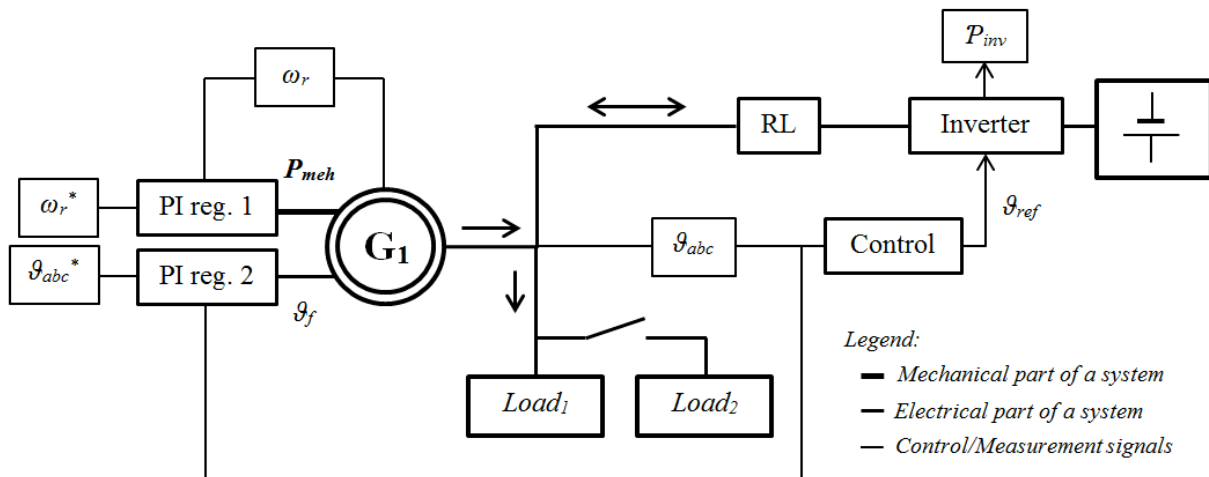 𝒫inv
ωr
RL
Inverter
Pmeh
ωr*
PI reg. 1
ϑref
G1
ϑabc
Control
ϑabc*
PI reg. 2
ϑf
Legend:
Load1
Load2
Mechanical part of a system
Electrical part of a system
Control/Measurement signals